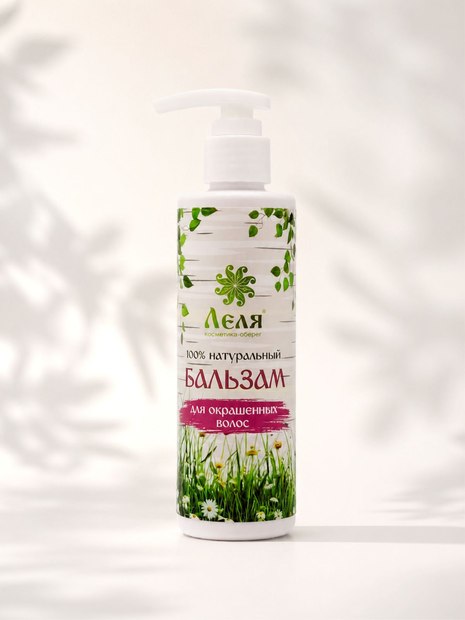 Леля®
косметика-оберег
100% натуральный
Бальзам
для окрашенных
волос